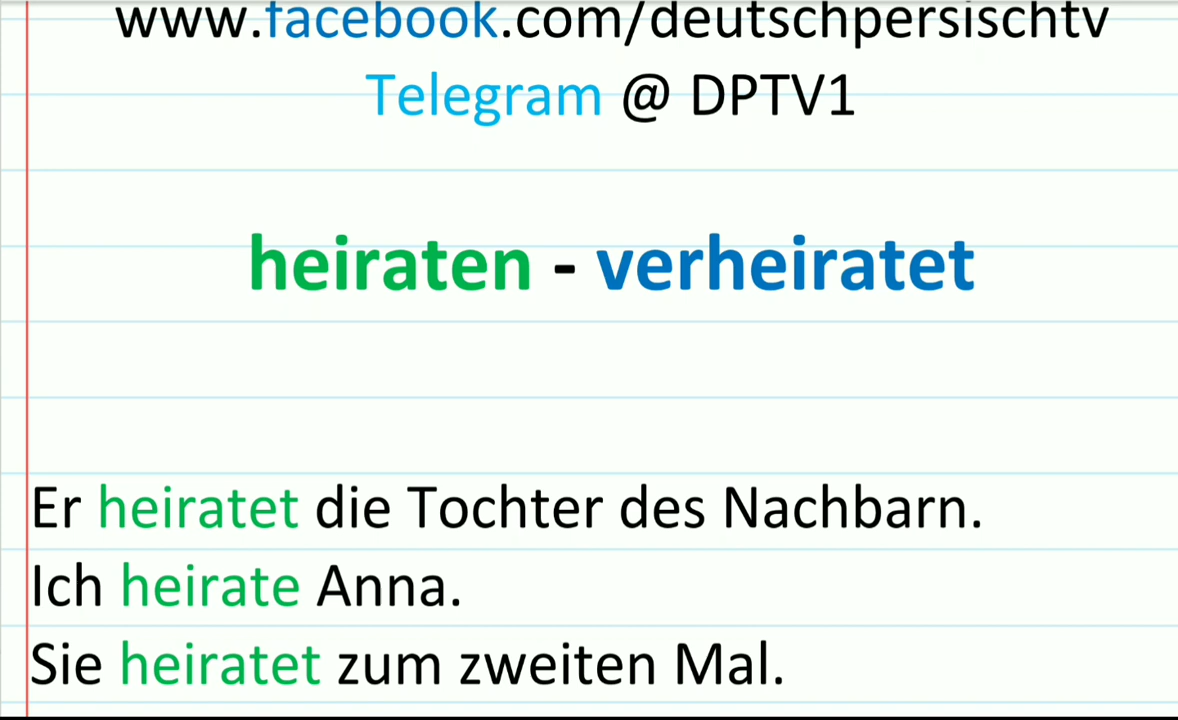 www.facebook.com/deutschpersischtv
Telegram @ DPTV1
heiraten - verheiratet
Er heiratet die Tochter des Nachbarn.
Ich heirate Anna.
Sie heiratet zum zweiten Mal.